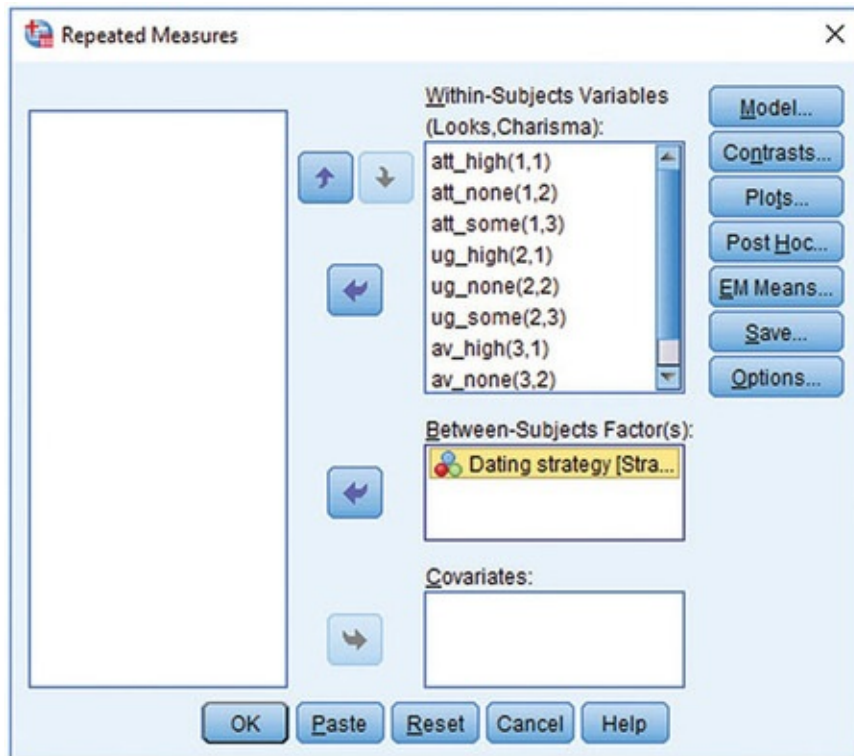 Repeated Measures
Within-Subjects Variables
(Looks,Charisma):
att_high(1,1)
att_none(1,2)
att_some(1,3)
ug_high(2,1)
ug_none(2,2)
ug_some(2,3)
av_high(3,1)
av_none(3,2)
Between-Subjects Factor(s):
Dating strategy [Stra...
Covariates:
Model...
Contrasts...
Plots...
Post Hoc...
EM Means...
Save...
Options...
OK Paste Reset Cancel Help